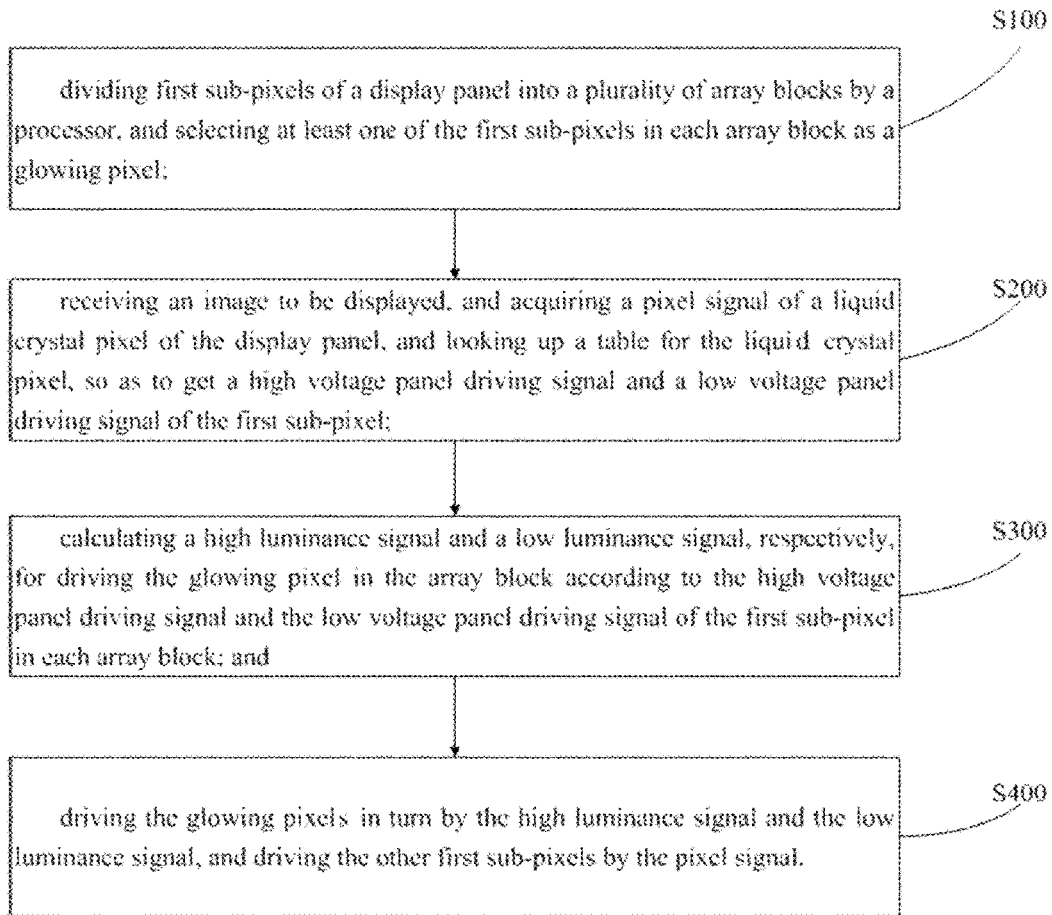 S100
dividing first sub-pixels of a display panel into a plurality of array blocks by a
processor, and selecting at least one of the first sub-pixels in each array block as a
glowing pixel;
S200
receiving an image to be displayed, and acquiring a pixel signal of a liquid
crystal pixel of the display panel, and looking up a table for the liquid crystal
pixel, so as to get a high voltage panel driving signal and a low voltage panel
driving signal of the first sub-pixel;
S300
calculating a high luminance signal and a low luminance signal, respectively,
for driving the glowing pixel in the array block according to the high voltage
panel driving signal and the low voltage panel driving signal of the first sub-pixel
in each array block; and
S400
driving the glowing pixels in turn by the high luminance signal and the low
luminance signal, and driving the other first sub-pixels by the pixel signal.